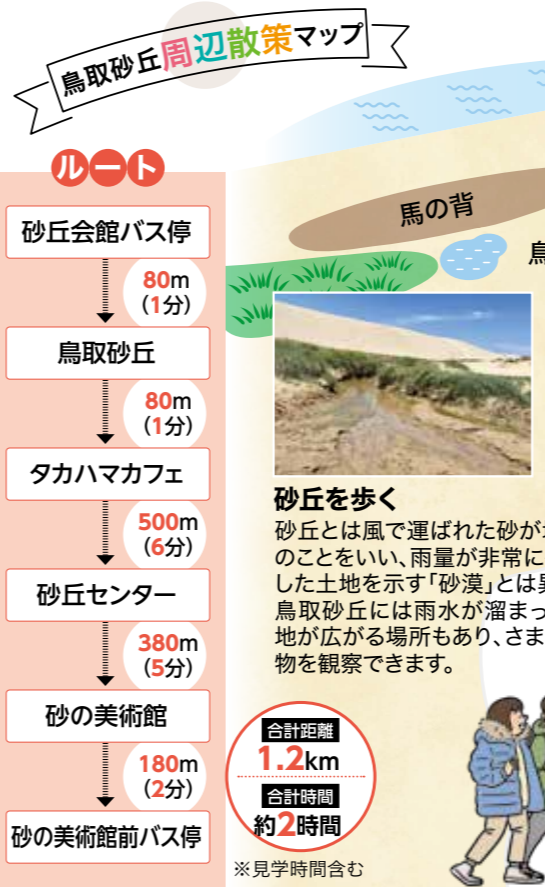 鳥取砂丘周辺散策マップ
ルート
砂丘会館バス停
80m
(1分)
鳥取砂丘
80m
(1分)
タカハマカフェ
500m
(6分)
砂丘センター
380m
(5分)
砂の美術館
180m
(2分)
砂の美術館前バス停
馬の背
鳥
砂丘を歩く
砂丘とは風で運ばれた砂が
のことをいい、雨量が非常に
した土地を示す「砂漠」とは異
鳥取砂丘には雨水が溜まっ
地が広がる場所もあり、さま
物を観察できます。
合計距離
1.2km
合計時間
約2時間
※見学時間含む